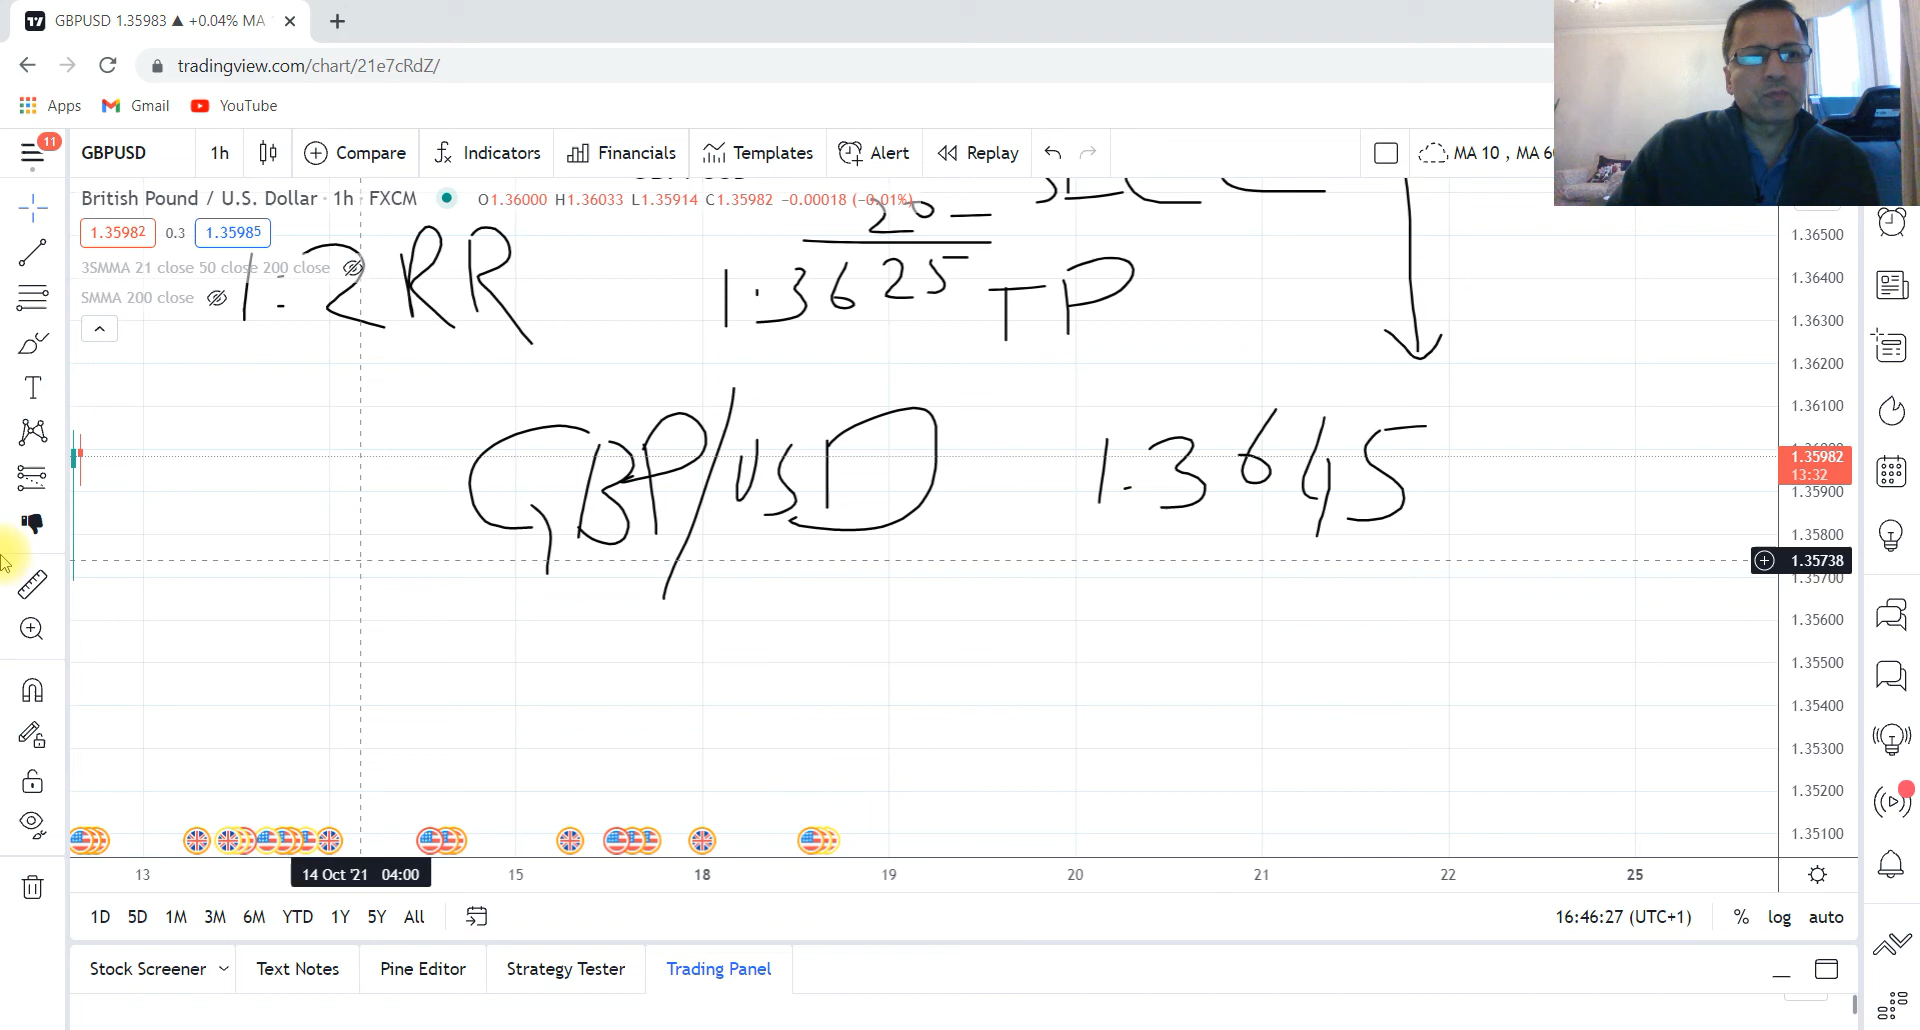 GBPUSD 1.35983 ▲ +0.04% MA
tradingview.com/chart/21e7cRdZ/
Apps Gmail YouTube
11
GBPUSD 1h Compare Indicators Financials Templates Alert Replay MA 10 , MA 60
British Pound / U.S. Dollar · 1h · FXCM O1.36000 H1.36033 L1.35914 C1.35982 −0.00018 (−0.01%)
1.35982 0.3 1.35985
20 —
3SMMA 21 close 50 close 200 close
SMMA 200 close
1:2 RR
1.3625 TP
GBP/USD 1.3645
1.36500
1.36400
1.36300
1.36200
1.36100
1.35982
13:32
1.35900
1.35800
1.35738
1.35700
1.35600
1.35500
1.35400
1.35300
1.35200
1.35100
13 14 Oct '21 04:00 15 18 19 20 21 22 25
1D 5D 1M 3M 6M YTD 1Y 5Y All 16:46:27 (UTC+1) % log auto
Stock Screener Text Notes Pine Editor Strategy Tester Trading Panel